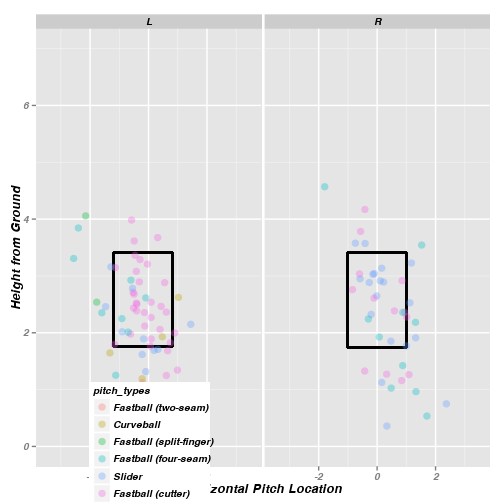 L R
6
4
2
0
Height from Ground
pitch_types
Fastball (two-seam)
Curveball
Fastball (split-finger)
Fastball (four-seam)
Slider
Fastball (cutter)
-2 0 2
zontal Pitch Location